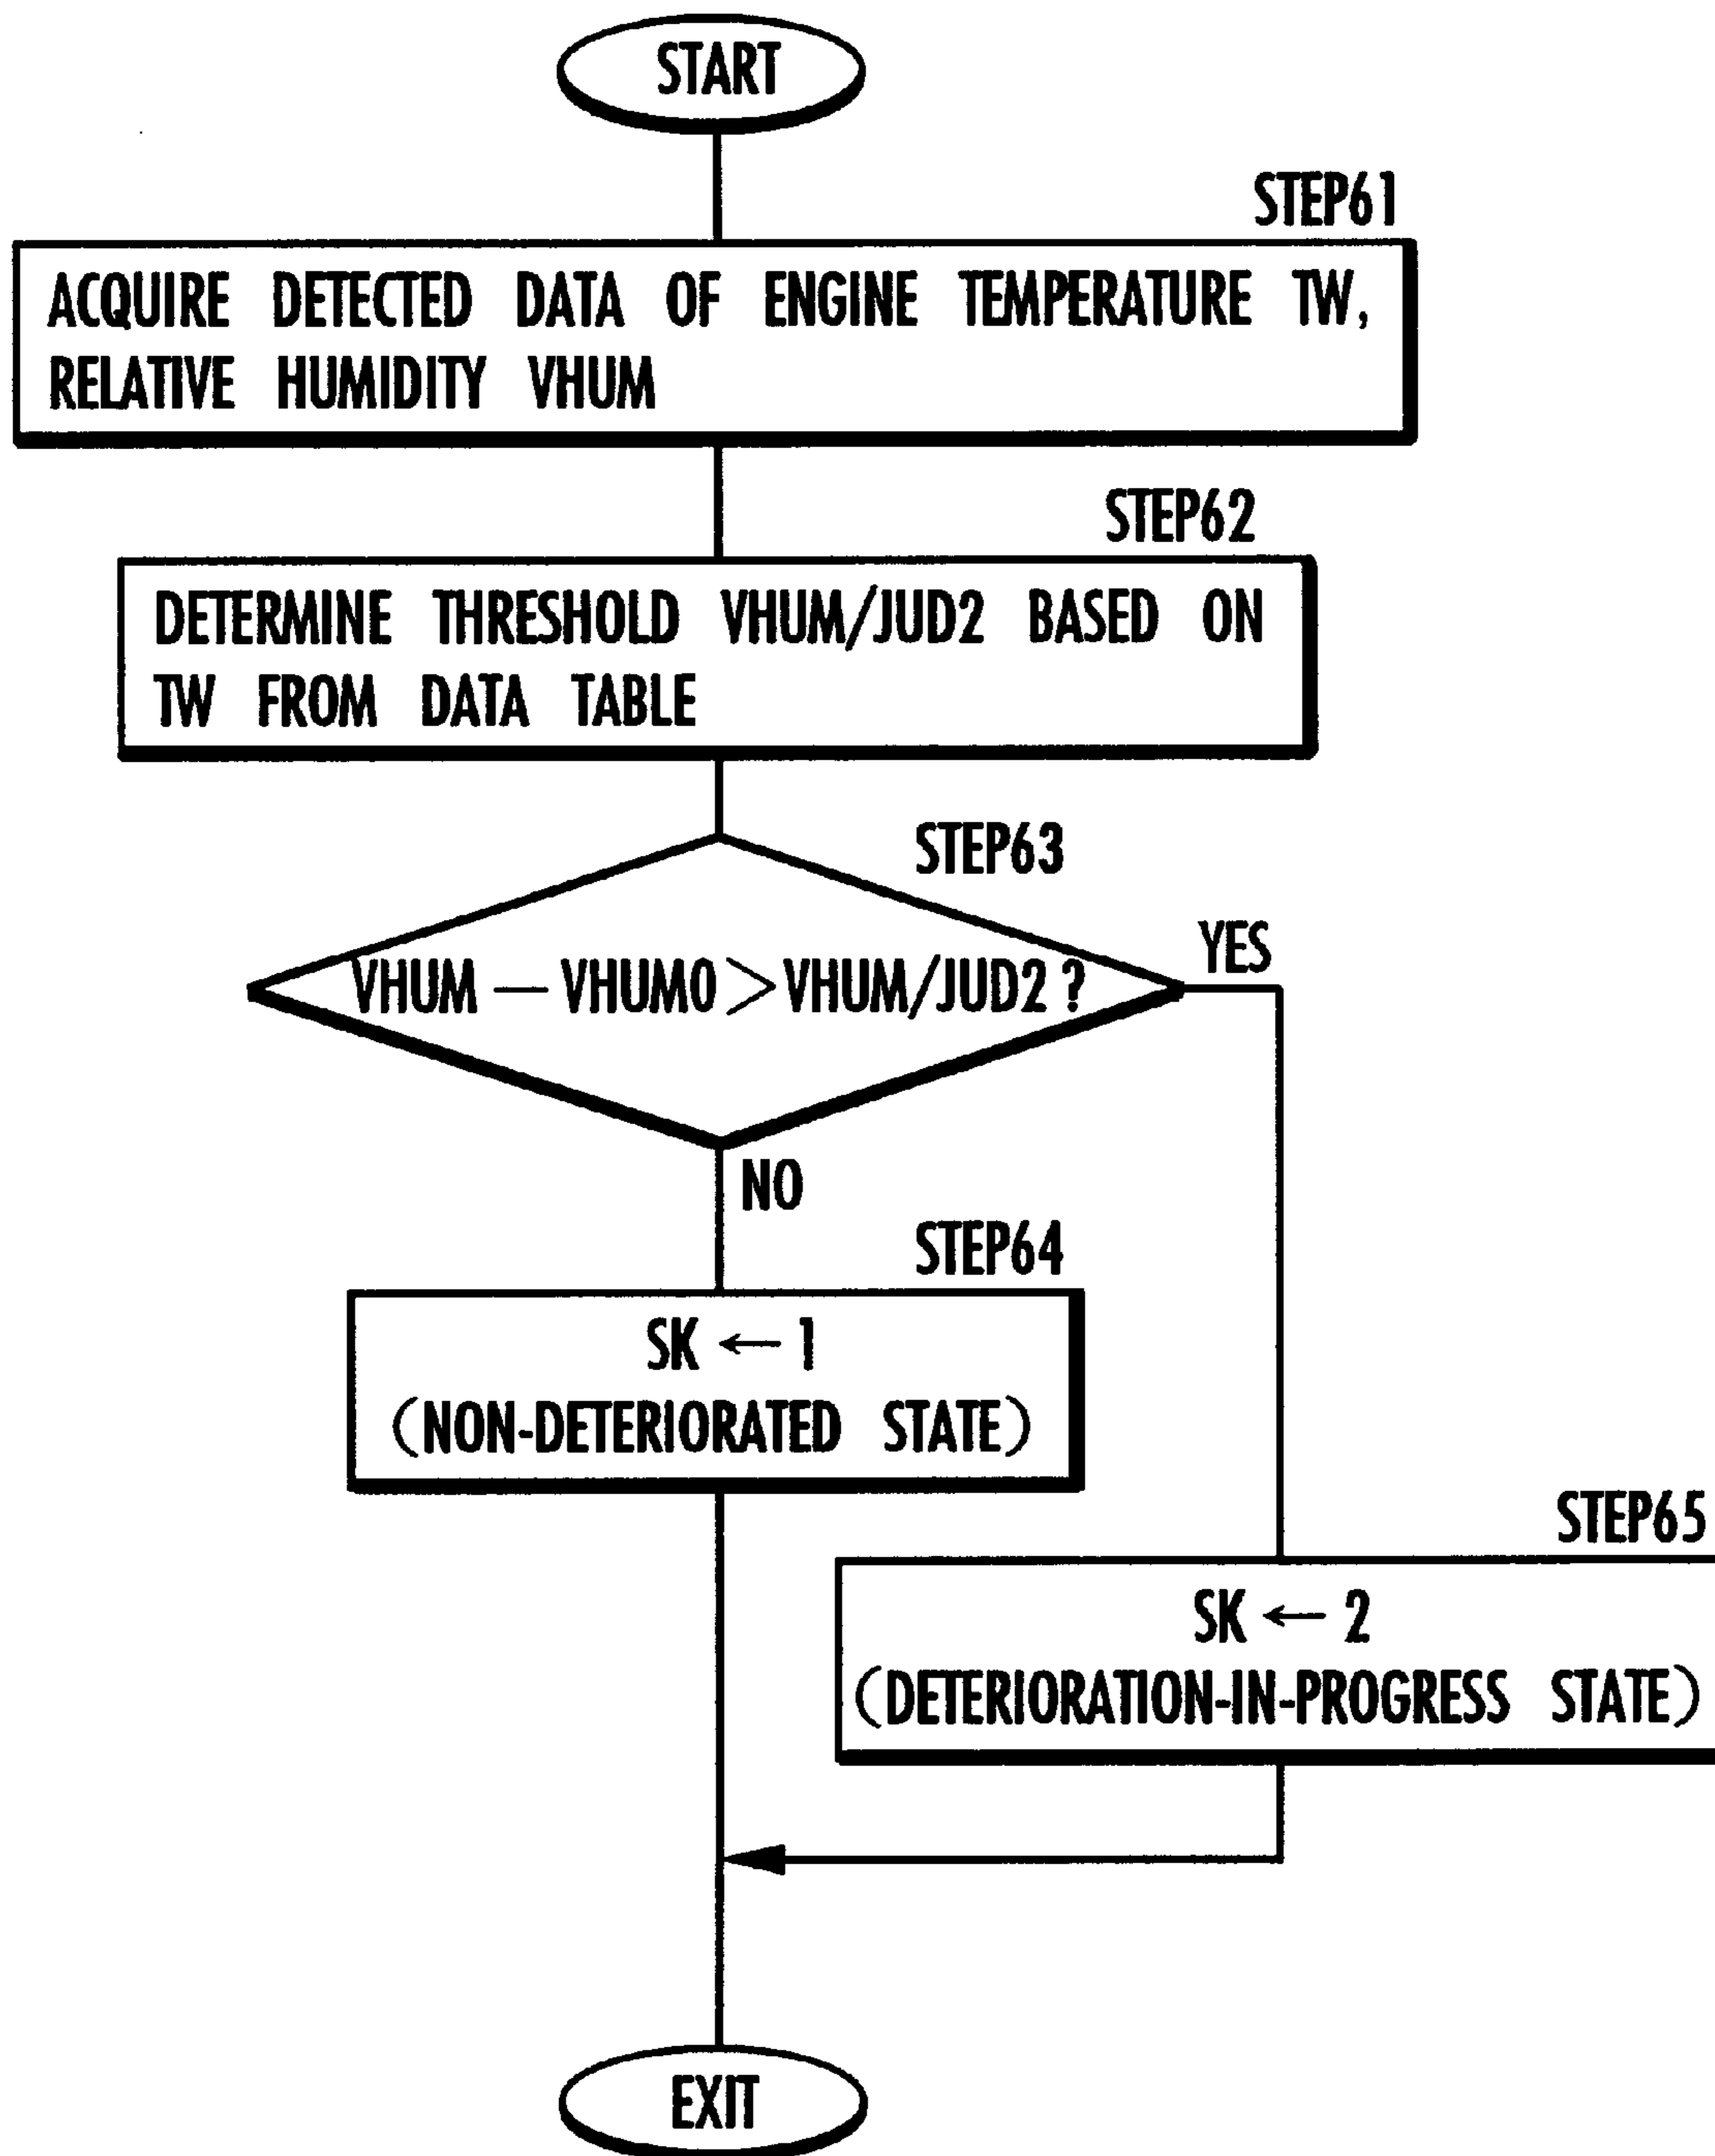 START
STEP61
ACQUIRE DETECTED DATA OF ENGINE TEMPERATURE TW,
RELATIVE HUMIDITY VHUM
STEP62
DETERMINE THRESHOLD VHUM/JUD2 BASED ON
TW FROM DATA TABLE
STEP63
VHUM — VHUM0 > VHUM/JUD2 ?
YES
NO
STEP64
SK ← 1
(NON-DETERIORATED STATE)
STEP65
SK ← 2
(DETERIORATION-IN-PROGRESS STATE)
EXIT